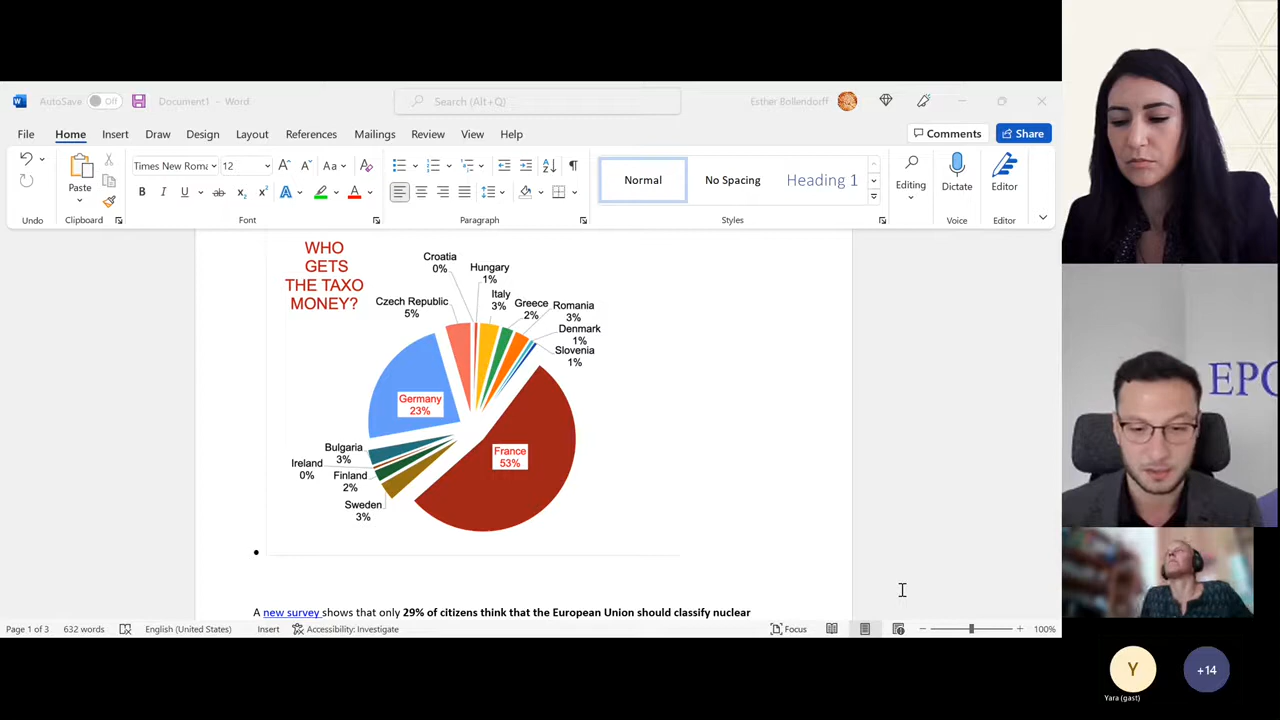 AutoSave
Off
Document1 - Word
Search (Alt+Q)
Esther Bollendorff
File
Home
Insert
Draw
Design
Layout
References
Mailings
Review
View
Help
Comments
Share
Times New Roma
12
Aa
Paste
Normal
No Spacing
Heading 1
Editing
Dictate
Editor
Undo
Clipboard
Font
Paragraph
Styles
Voice
Editor
WHO
GETS
THE TAXO
MONEY?
Croatia
0%
Hungary
1%
Italy
3%
Greece
2%
Romania
3%
Denmark
1%
Slovenia
1%
Czech Republic
5%
Germany
23%
France
53%
Bulgaria
3%
Ireland
0%
Finland
2%
Sweden
3%
A new survey shows that only 29% of citizens think that the European Union should classify nuclear
Page 1 of 3
632 words
English (United States)
Insert
Accessibility: Investigate
Focus
100%
EPC
Y
Yara (gast)
+14